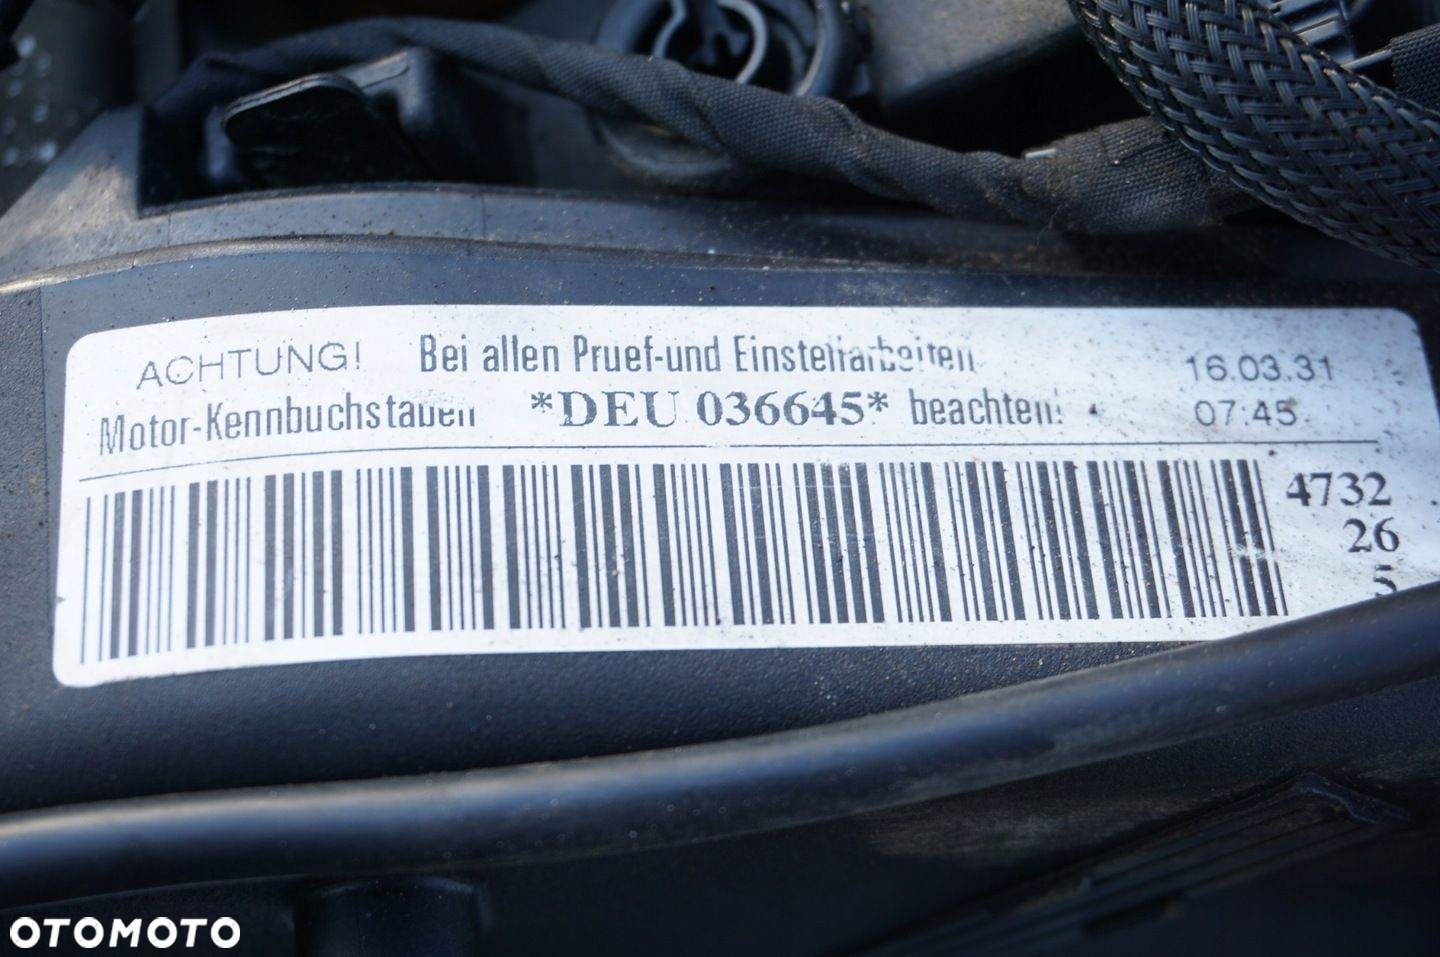 ACHTUNG! Bei allen Pruef-und Einstellarbeiten 16.03.31
Motor-Kennbuchstaben *DEU 036645* beachten! 07:45
4732
26
5
OTOMOTO